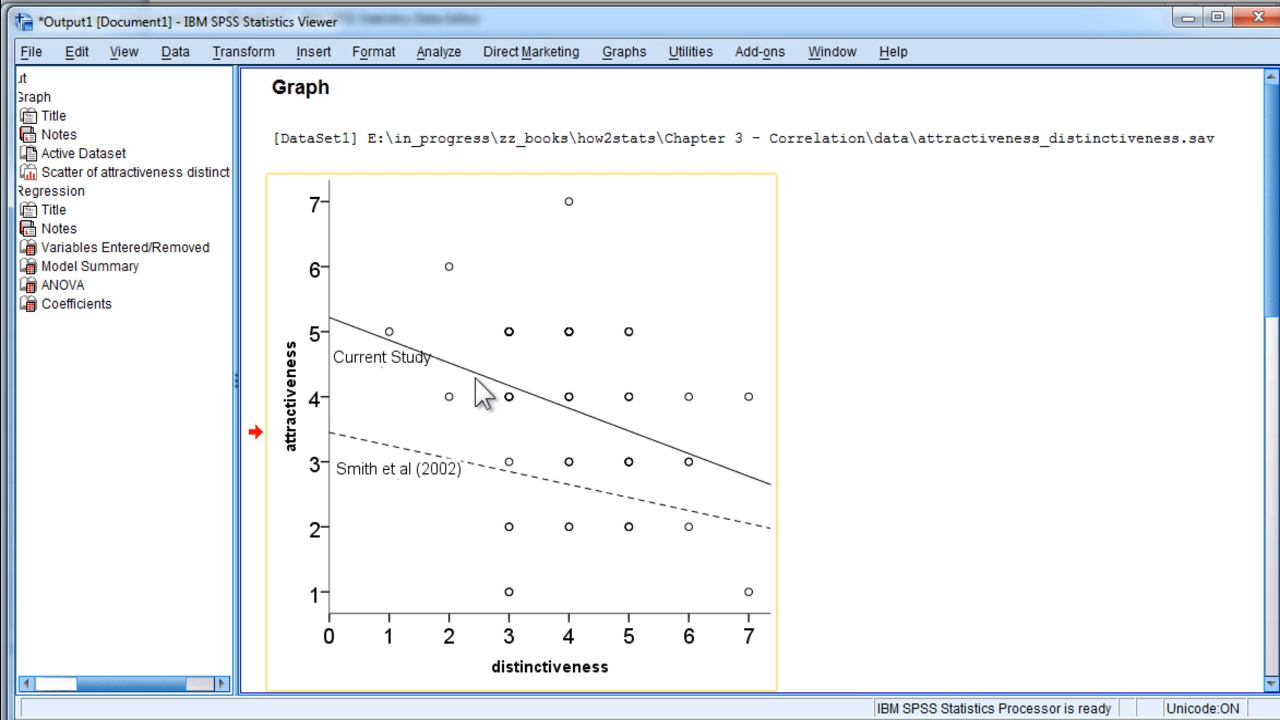 *Output1 [Document1] - IBM SPSS Statistics Viewer
File Edit View Data Transform Insert Format Analyze Direct Marketing Graphs Utilities Add-ons Window Help
ut
Graph
Title
Notes
Active Dataset
Scatter of attractiveness distinct
Regression
Title
Notes
Variables Entered/Removed
Model Summary
ANOVA
Coefficients
Graph
[DataSet1] E:\in_progress\zz_books\how2stats\Chapter 3 - Correlation\data\attractiveness_distinctiveness.sav
7
6
5
4
3
2
1
attractiveness
Current Study
Smith et al (2002)
0 1 2 3 4 5 6 7
distinctiveness
IBM SPSS Statistics Processor is ready
Unicode:ON